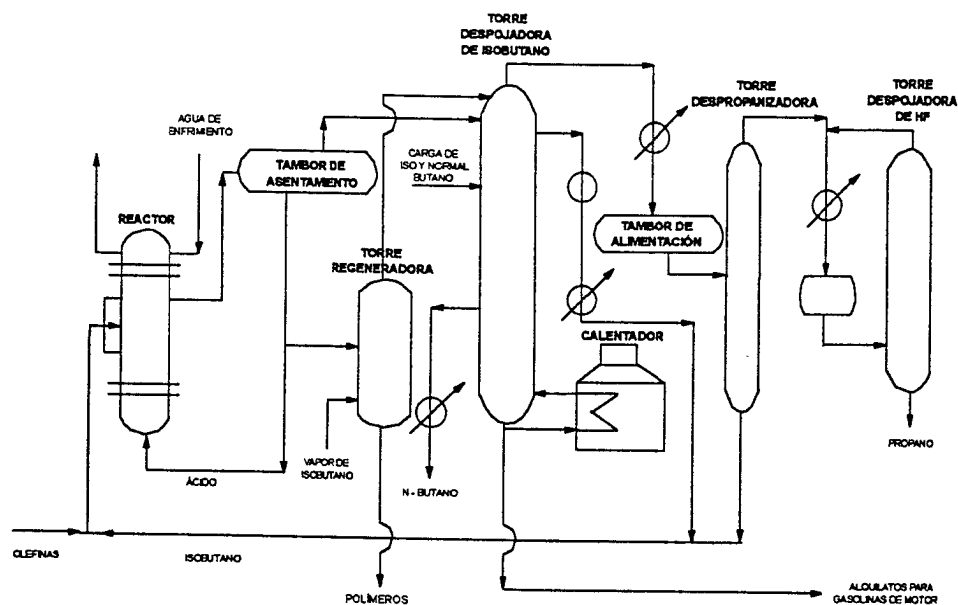 TORRE
DESPOJADORA
DE ISOBUTANO
TORRE
DESPROPANIZADORA
TORRE
DESPOJADORA
DE HF
AGUA DE
ENFRIMIENTO
TAMBOR DE
ASENTAMIENTO
CARGA DE
ISO Y NORMAL
BUTANO
REACTOR
TAMBOR DE
ALIMENTACIÓN
TORRE
REGENERADORA
CALENTADOR
VAPOR DE
ISOBUTANO
ÁCIDO
N - BUTANO
PROPANO
OLEFINAS
ISOBUTANO
POLÍMEROS
ALQUILATOS PARA
GASOLINAS DE MOTOR